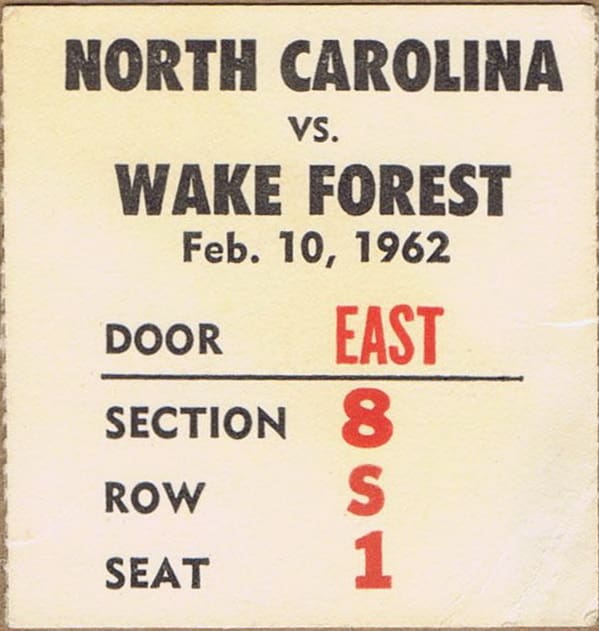 NORTH CAROLINA
VS.
WAKE FOREST
Feb. 10, 1962
DOOR EAST
SECTION 8
ROW S
SEAT 1